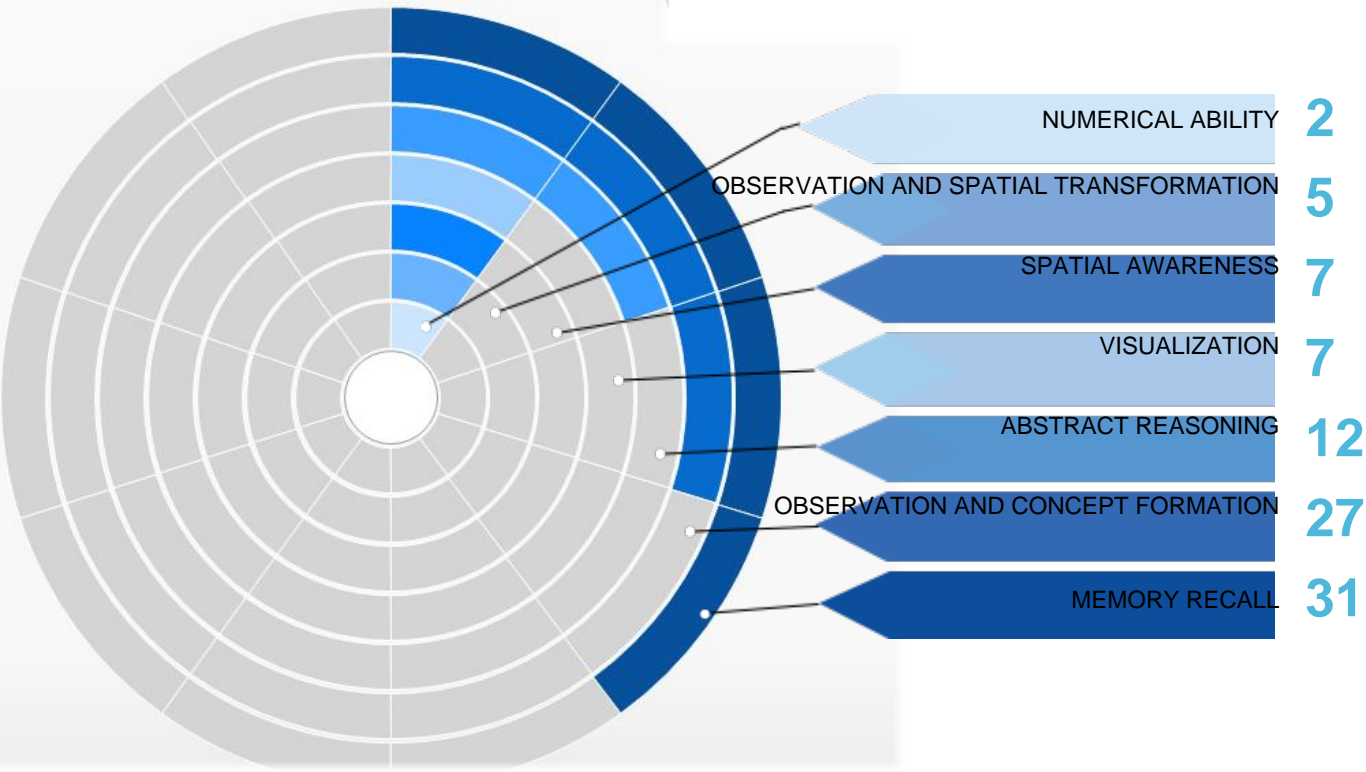 NUMERICAL ABILITY 2
OBSERVATION AND SPATIAL TRANSFORMATION 5
SPATIAL AWARENESS 7
VISUALIZATION 7
ABSTRACT REASONING 12
OBSERVATION AND CONCEPT FORMATION 27
MEMORY RECALL 31